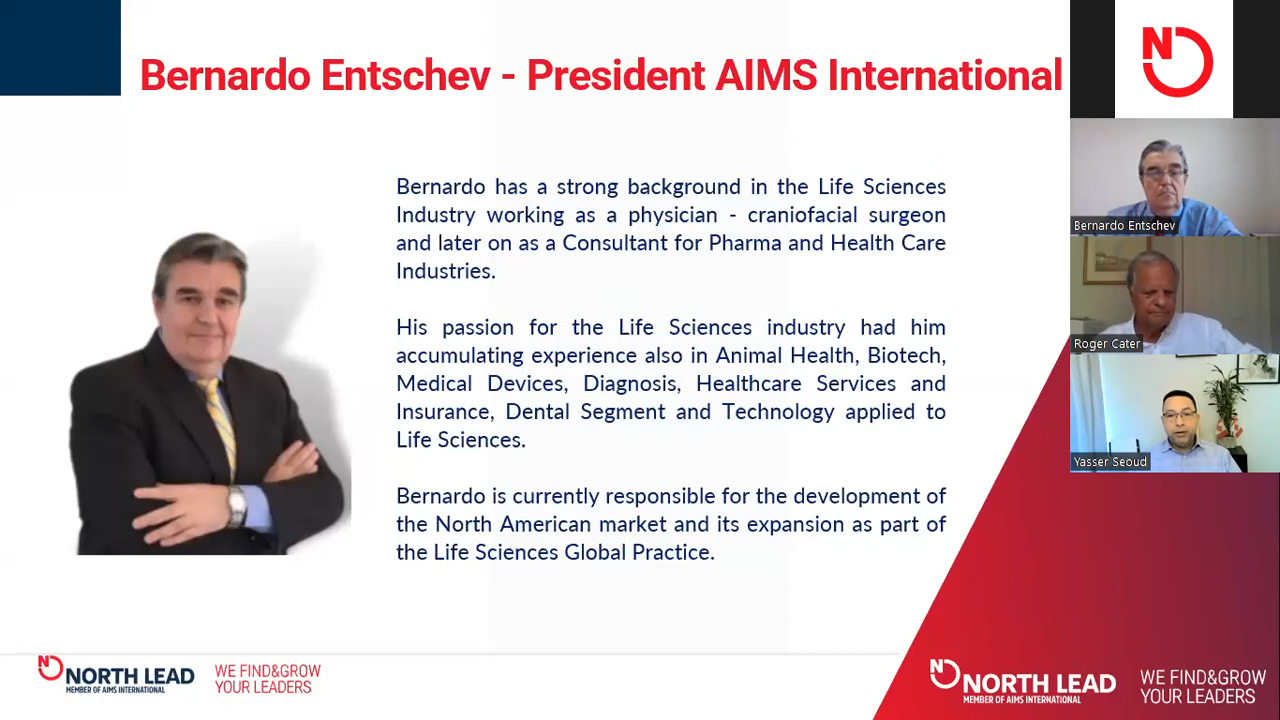 Bernardo Entschev - President AIMS International
Bernardo has a strong background in the Life Sciences
Industry working as a physician - craniofacial surgeon
and later on as a Consultant for Pharma and Health Care
Industries.
His passion for the Life Sciences industry had him
accumulating experience also in Animal Health, Biotech,
Medical Devices, Diagnosis, Healthcare Services and
Insurance, Dental Segment and Technology applied to
Life Sciences.
Bernardo is currently responsible for the development of
the North American market and its expansion as part of
the Life Sciences Global Practice.
N
Bernardo Entschev
Roger Cater
Yasser Seoud
N
NORTH LEAD
MEMBER OF AIMS INTERNATIONAL
WE FIND&GROW
YOUR LEADERS
N
NORTH LEAD
MEMBER OF AIMS INTERNATIONAL
WE FIND&GROW
YOUR LEADERS